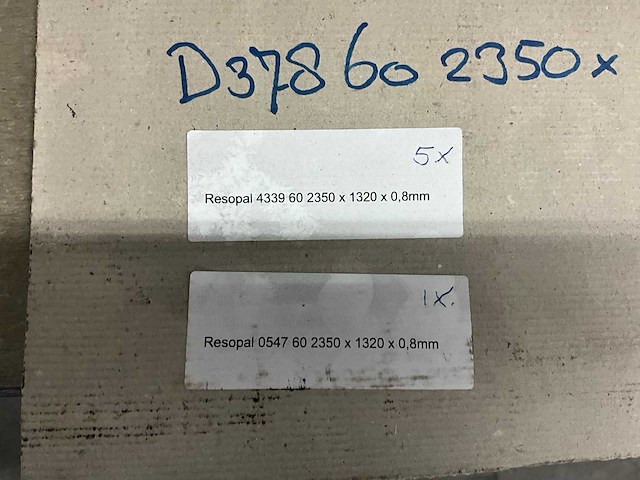 D378 60 2350 x
5x
Resopal 4339 60 2350 x 1320 x 0,8mm
1x.
Resopal 0547 60 2350 x 1320 x 0,8mm